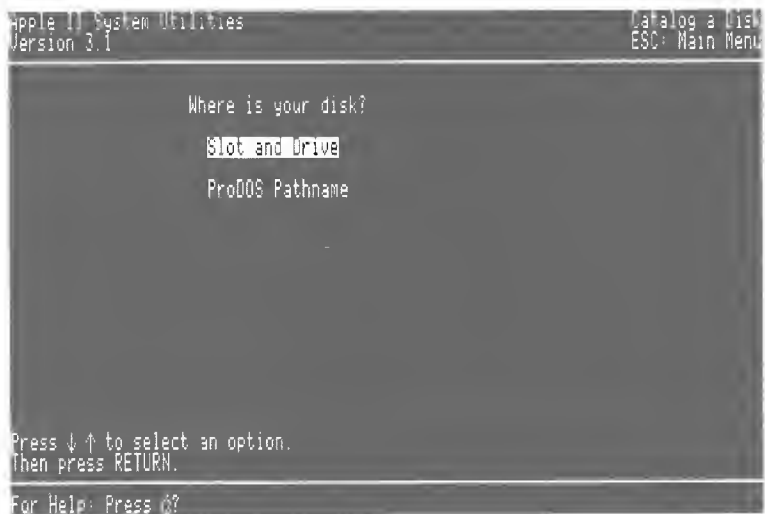 Apple II System Utilities
Version 3.1
Catalog a Disk
ESC: Main Menu
Where is your disk?
Slot and Drive
ProDOS Pathname
Press ↓ ↑ to select an option.
Then press RETURN.
For Help: Press ?